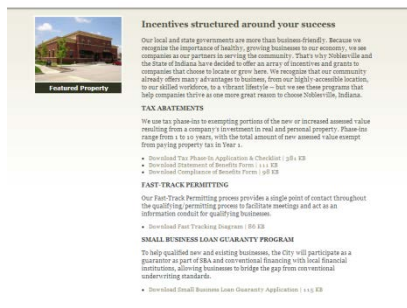 Incentives structured around your success
Our local and state governments are more than business-friendly. Because we
recognize the importance of healthy, growing businesses to our economy, we see
companies as our partners in serving the community. That's why Noblesville and
the State of Indiana have decided to offer an array of incentives and grants to
companies that choose to locate or grow here. We recognize that our community
already offers many advantages to business, from our highly-accessible location,
to our skilled workforce, to a vibrant lifestyle – but we see these programs that
help companies thrive as one more great reason to choose Noblesville, Indiana.
Featured Property
TAX ABATEMENTS
We use tax phase-ins to exempting portions of the new or increased assessed value
resulting from a company's investment in real and personal property. Phase-ins
range from 1 to 10 years, with the total amount of new assessed value exempt
from paying property tax in Year 1.
• Download Tax Phase-In Application & Checklist | 381 KB
• Download Statement of Benefits Form | 111 KB
• Download Compliance of Benefits Form | 98 KB
FAST-TRACK PERMITTING
Our Fast-Track Permitting process provides a single point of contact throughout
the qualifying/permitting process to facilitate meetings and act as an
information conduit for qualifying businesses.
• Download Fast Tracking Diagram | 86 KB
SMALL BUSINESS LOAN GUARANTY PROGRAM
To help qualified new and existing businesses, the City will participate as a
guarantor as part of SBA and conventional financing with local financial
institutions, allowing businesses to bridge the gap from conventional
underwriting standards.
• Download Small Business Loan Guaranty Application | 115 KB